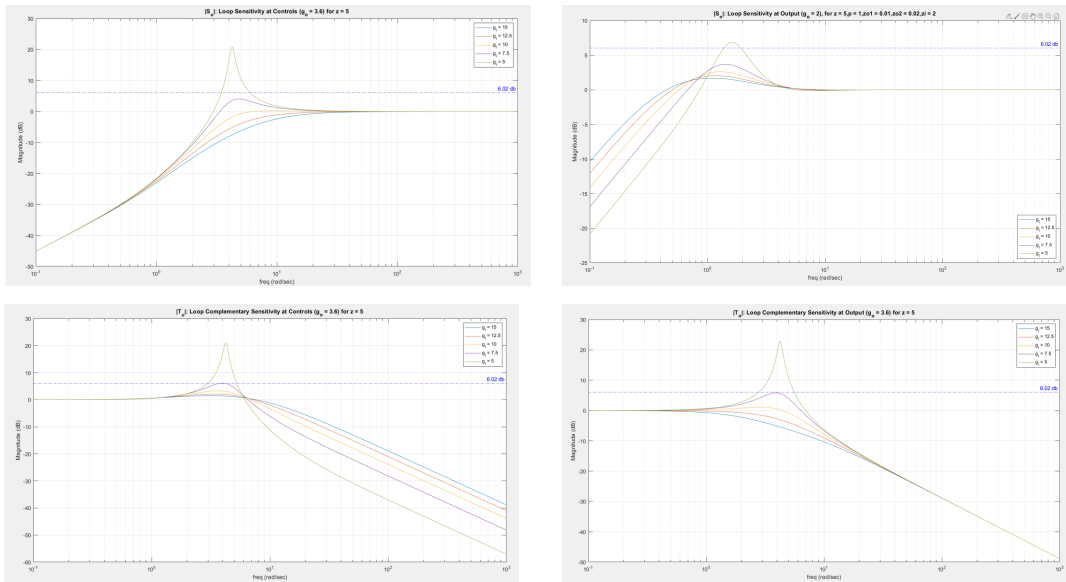 |S_e|: Loop Sensitivity at Controls (g_o = 3.6) for z = 5
30
20
10
0
-10
-20
-30
-40
-50
Magnitude (dB)
6.02 db
g_i = 15
g_i = 12.5
g_i = 10
g_i = 7.5
g_i = 5
10^-1
10^0
10^1
10^2
10^3
freq (rad/sec)
|S_e|: Loop Sensitivity at Output (g_o = 2), for z = 5,p = 1,zo1 = 0.01,zo2 = 0.02,zi = 2
10
5
0
-5
-10
-15
-20
-25
Magnitude (dB)
6.02 db
g_i = 15
g_i = 12.5
g_i = 10
g_i = 7.5
g_i = 5
10^-1
10^0
10^1
10^2
10^3
freq (rad/sec)
|T_e|: Loop Complementary Sensitivity at Controls (g_o = 3.6) for z = 5
30
20
10
0
-10
-20
-30
-40
-50
-60
Magnitude (dB)
6.02 db
g_i = 15
g_i = 12.5
g_i = 10
g_i = 7.5
g_i = 5
10^-1
10^0
10^1
10^2
10^3
freq (rad/sec)
|T_e|: Loop Complementary Sensitivity at Output (g_o = 3.6) for z = 5
30
20
10
0
-10
-20
-30
-40
-50
Magnitude (dB)
6.02 db
g_i = 15
g_i = 12.5
g_i = 10
g_i = 7.5
g_i = 5
10^-1
10^0
10^1
10^2
10^3
freq (rad/sec)